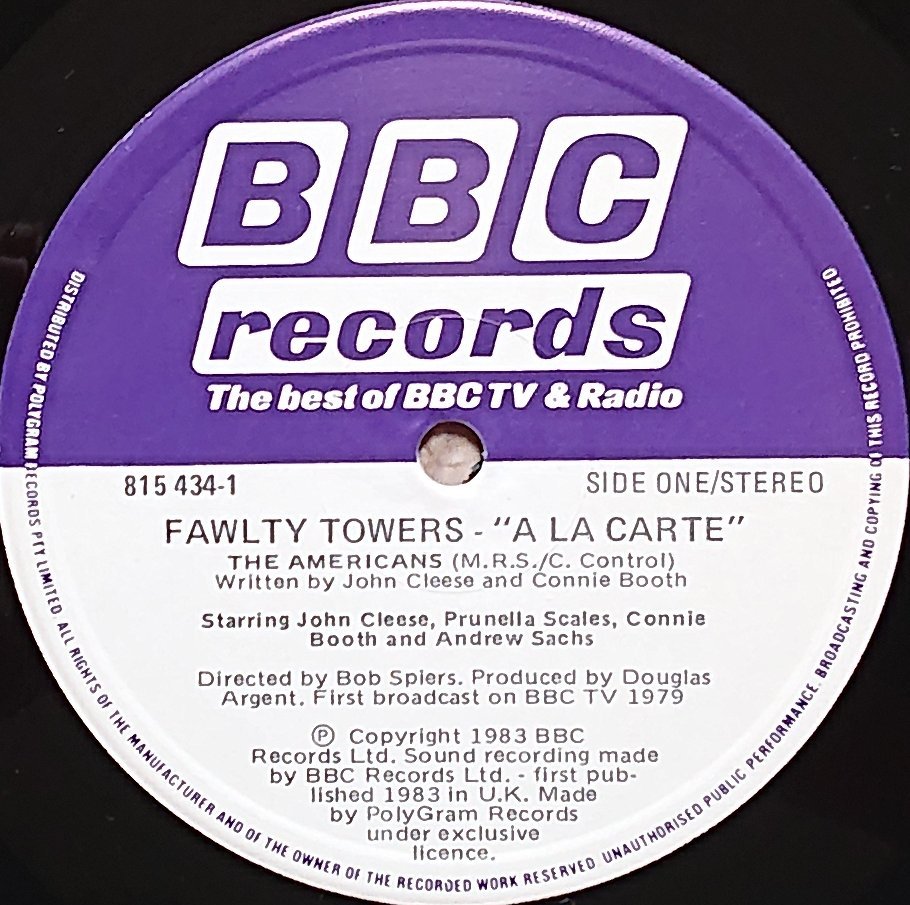 BBC
records
The best of BBC TV & Radio
815 434-1
SIDE ONE/STEREO
FAWLTY TOWERS - "A LA CARTE"
THE AMERICANS (M.R.S./C. Control)
Written by John Cleese and Connie Booth
Starring John Cleese, Prunella Scales, Connie
Booth and Andrew Sachs
Directed by Bob Spiers. Produced by Douglas
Argent. First broadcast on BBC TV 1979
Ⓟ Copyright 1983 BBC
Records Ltd. Sound recording made
by BBC Records Ltd. - first pub-
lished 1983 in U.K. Made
by PolyGram Records
under exclusive
licence.
DISTRIBUTED BY POLYGRAM RECORDS PTY LIMITED. ALL RIGHTS OF THE MANUFACTURER AND OF THE OWNER OF THE RECORDED WORK RESERVED UNAUTHORISED PUBLIC PERFORMANCE. BROADCASTING AND COPYING OF THIS RECORD PROHIBITED